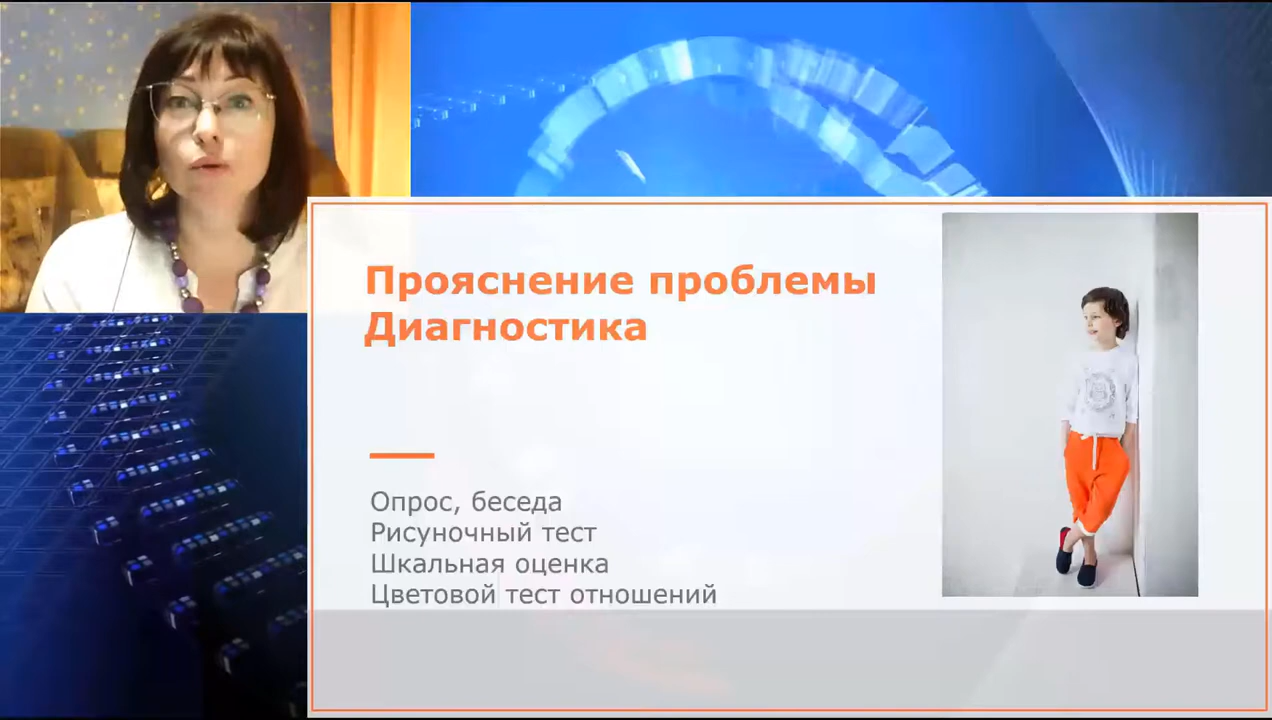 Прояснение проблемы
Диагностика
Опрос, беседа
Рисуночный тест
Шкальная оценка
Цветовой тест отношений